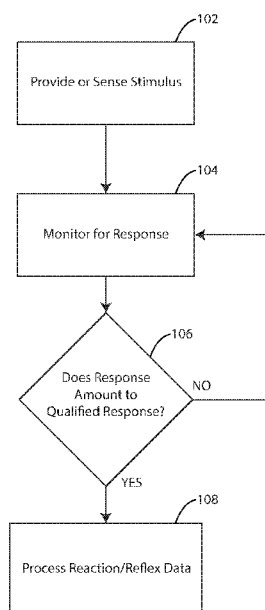 102
Provide or Sense Stimulus
104
Monitor for Response
106
Does Response
Amount to
Qualified Response?
NO
YES
108
Process Reaction/Reflex Data